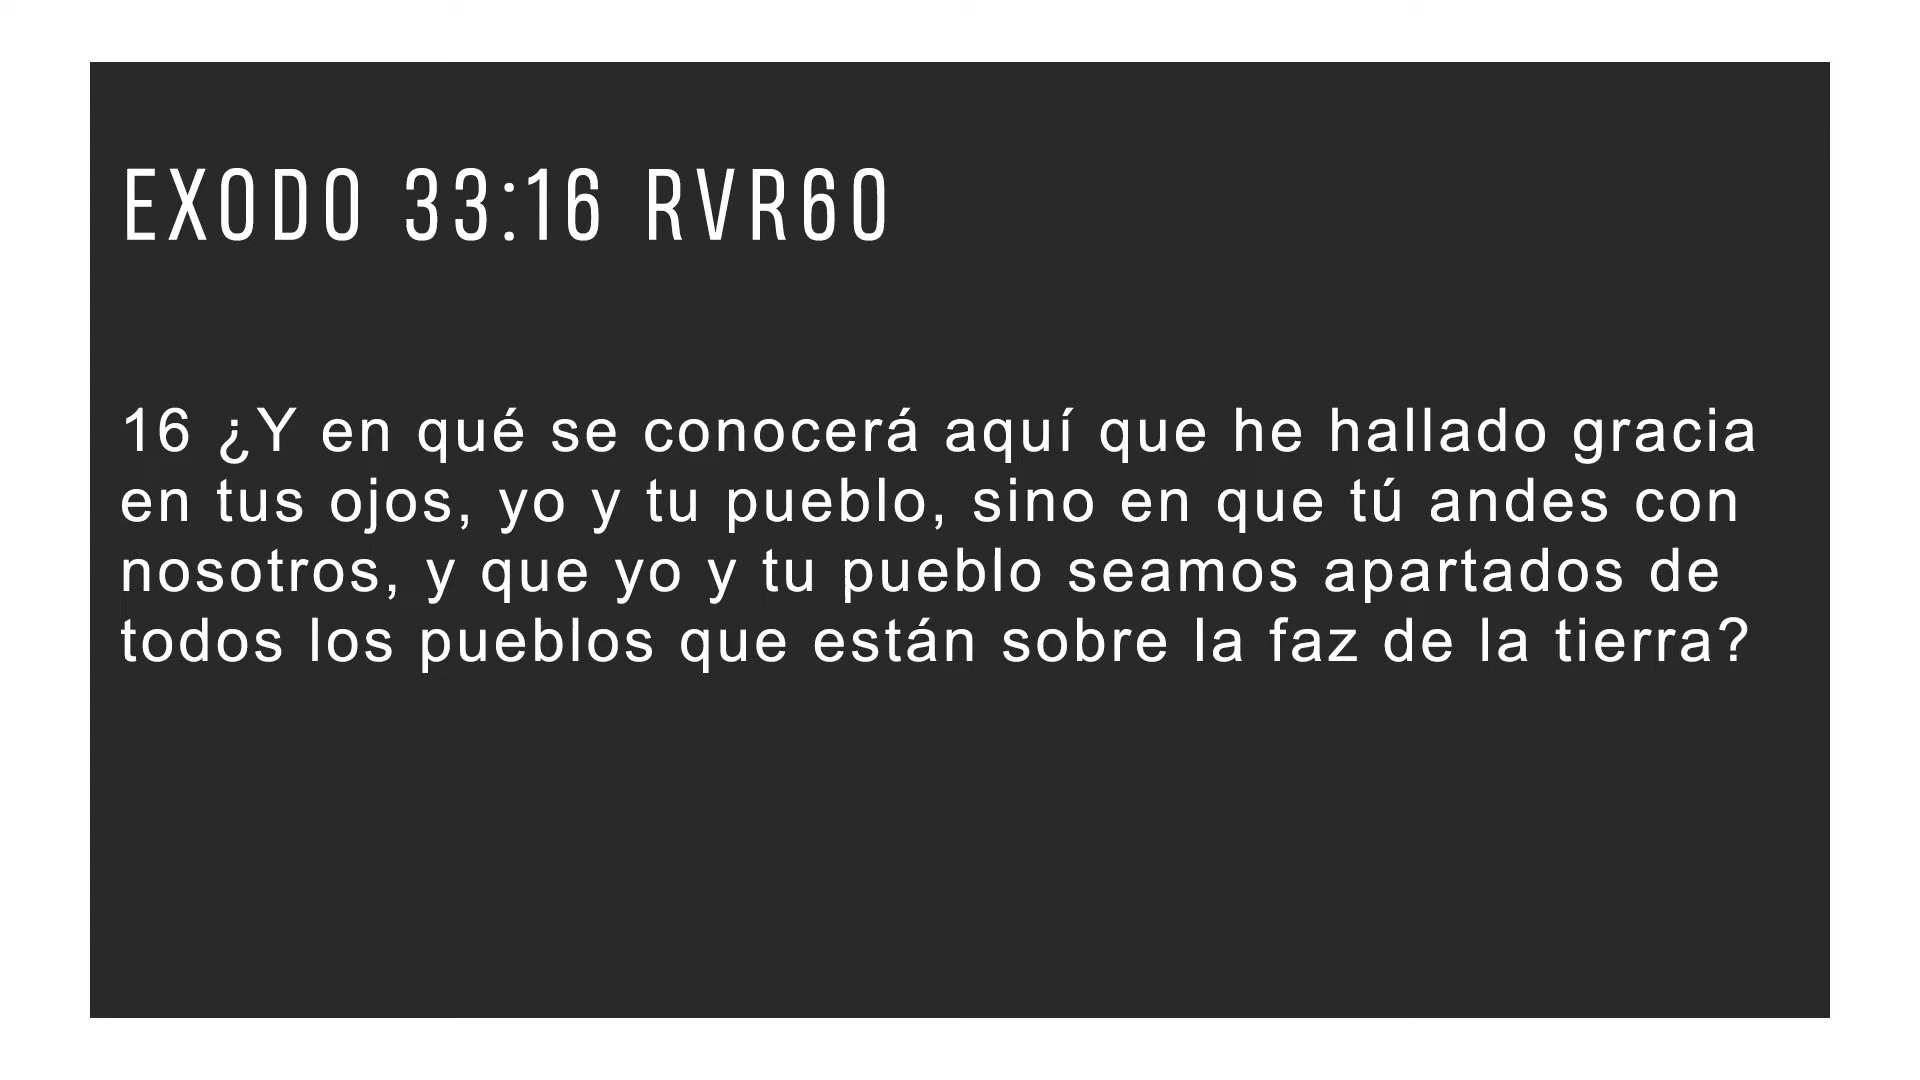 EXODO 33:16 RVR60
16 ¿Y en qué se conocerá aquí que he hallado gracia
en tus ojos, yo y tu pueblo, sino en que tú andes con
nosotros, y que yo y tu pueblo seamos apartados de
todos los pueblos que están sobre la faz de la tierra?